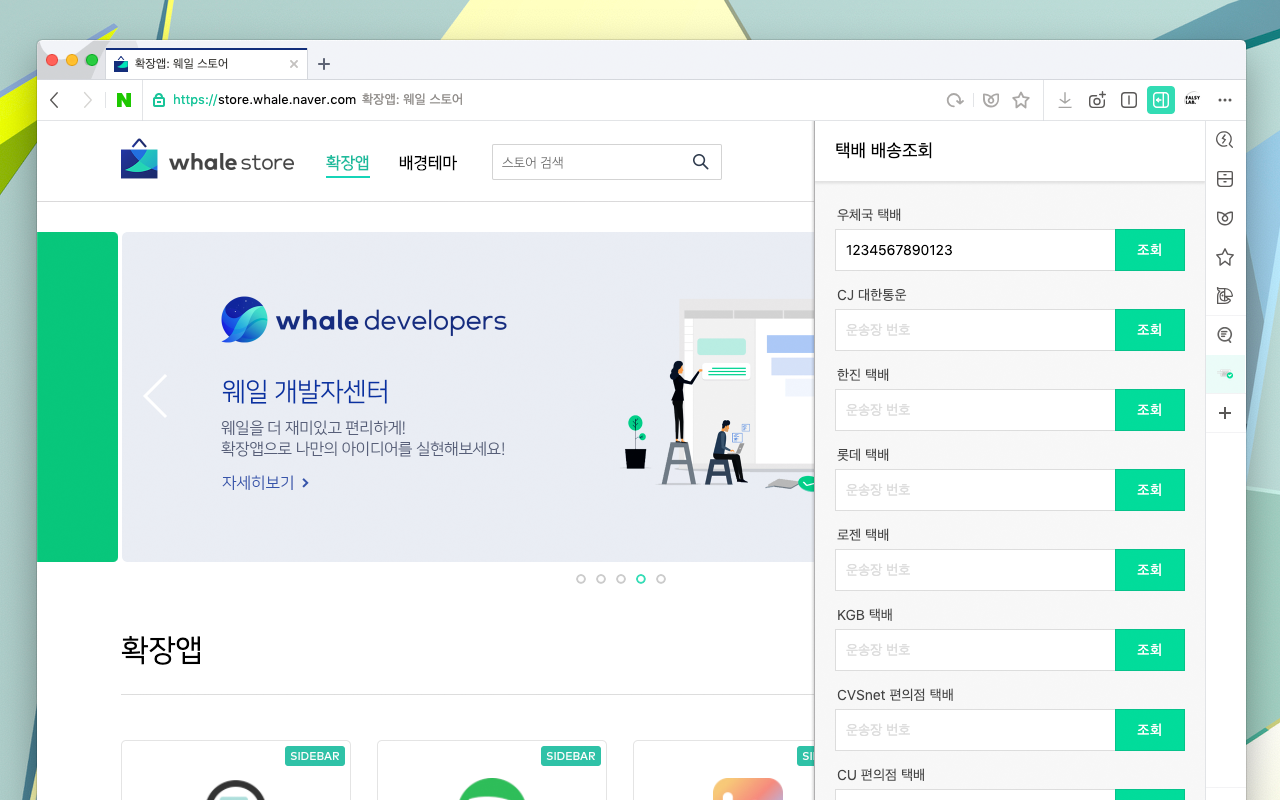 확장앱: 웨일 스토어
N https://store.whale.naver.com 확장앱: 웨일 스토어
FALSY LAB.
whale store 확장앱 배경테마 스토어 검색
whale developers
웨일 개발자센터
웨일을 더 재미있고 편리하게!
확장앱으로 나만의 아이디어를 실현해보세요!
자세히보기
확장앱
SIDEBAR SIDEBAR SI
택배 배송조회
우체국 택배
1234567890123 조회
CJ 대한통운
운송장 번호 조회
한진 택배
운송장 번호 조회
롯데 택배
운송장 번호 조회
로젠 택배
운송장 번호 조회
KGB 택배
운송장 번호 조회
CVSnet 편의점 택배
운송장 번호 조회
CU 편의점 택배